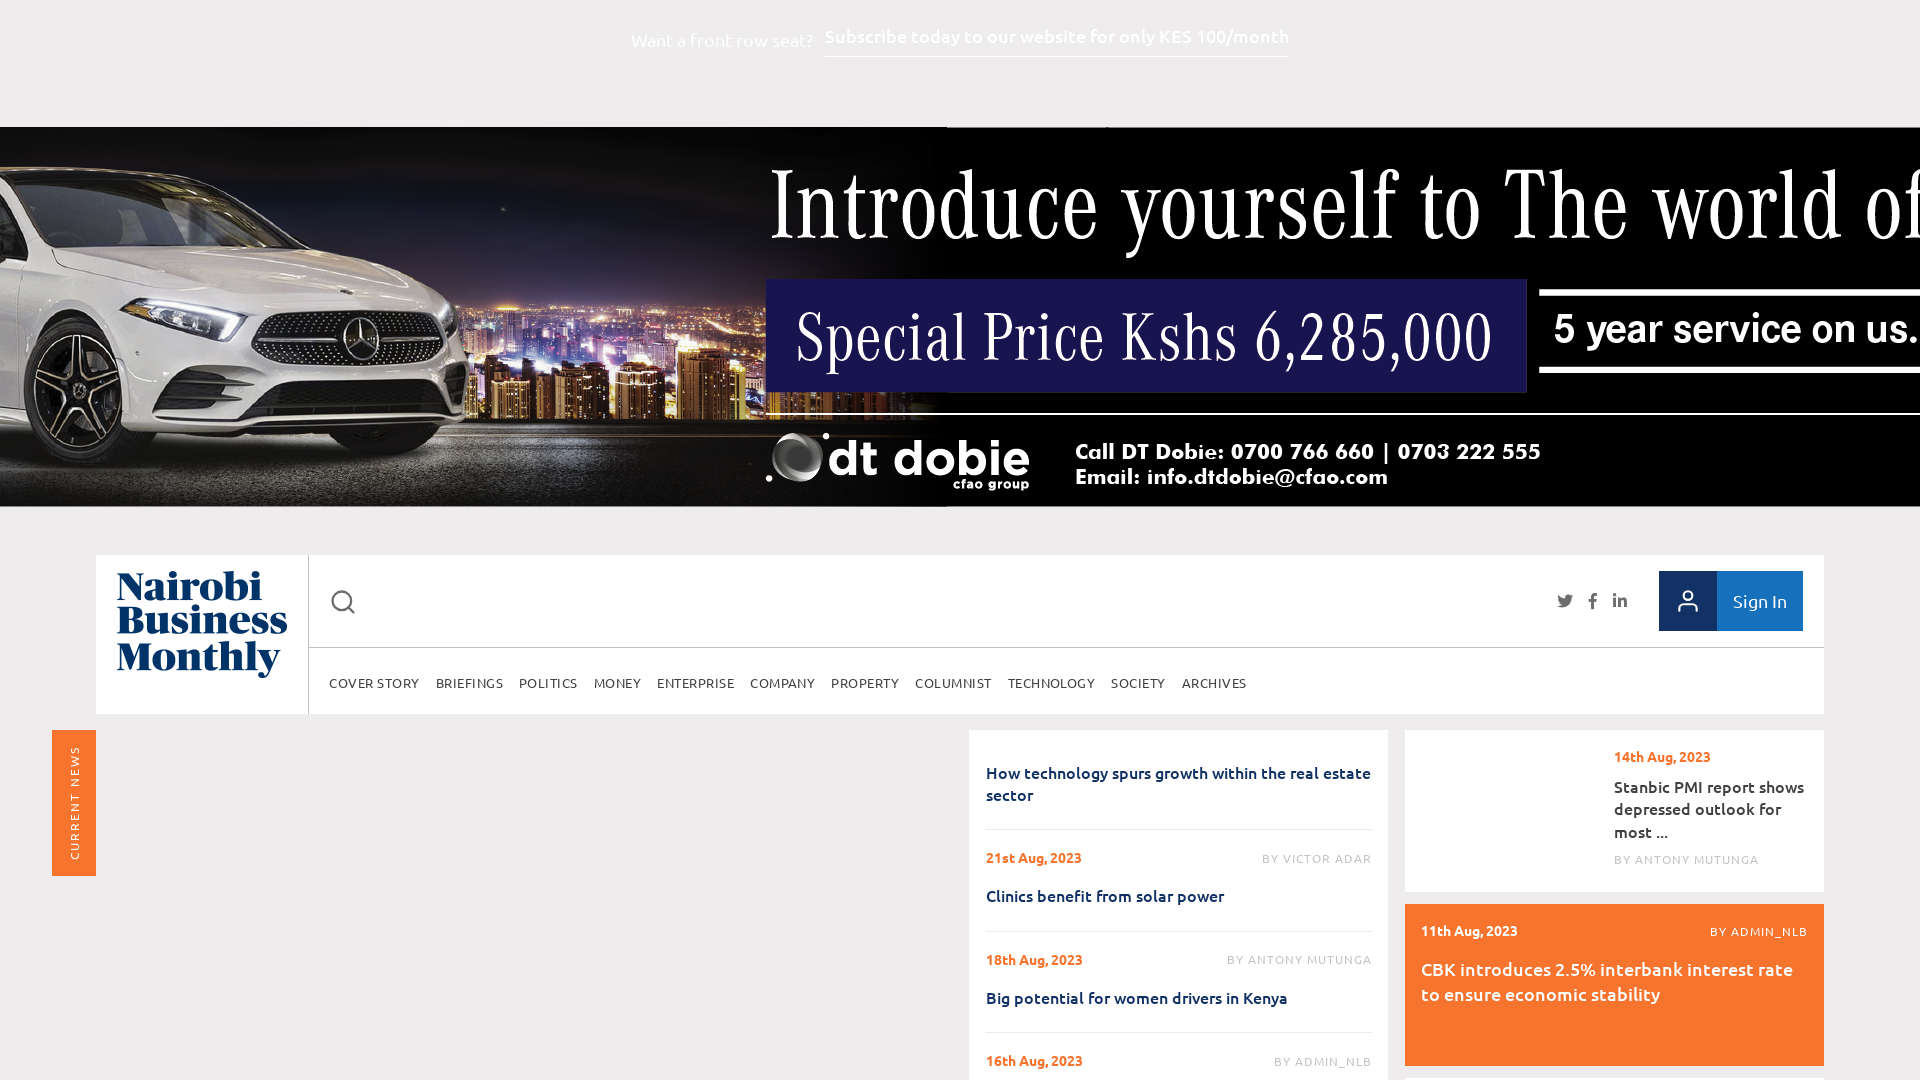 Want a front row seat? Subscribe today to our website for only KES 100/month
Introduce yourself to The world of
Special Price Kshs 6,285,000
5 year service on us.
dt dobie
cfao group
Call DT Dobie: 0700 766 660 | 0703 222 555
Email: info.dtdobie@cfao.com
Nairobi
Business
Monthly
Sign In
COVER STORY BRIEFINGS POLITICS MONEY ENTERPRISE COMPANY PROPERTY COLUMNIST TECHNOLOGY SOCIETY ARCHIVES
CURRENT NEWS
How technology spurs growth within the real estate
sector
21st Aug, 2023 BY VICTOR ADAR
Clinics benefit from solar power
18th Aug, 2023 BY ANTONY MUTUNGA
Big potential for women drivers in Kenya
16th Aug, 2023 BY ADMIN_NLB
14th Aug, 2023
Stanbic PMI report shows
depressed outlook for
most ...
BY ANTONY MUTUNGA
11th Aug, 2023 BY ADMIN_NLB
CBK introduces 2.5% interbank interest rate
to ensure economic stability